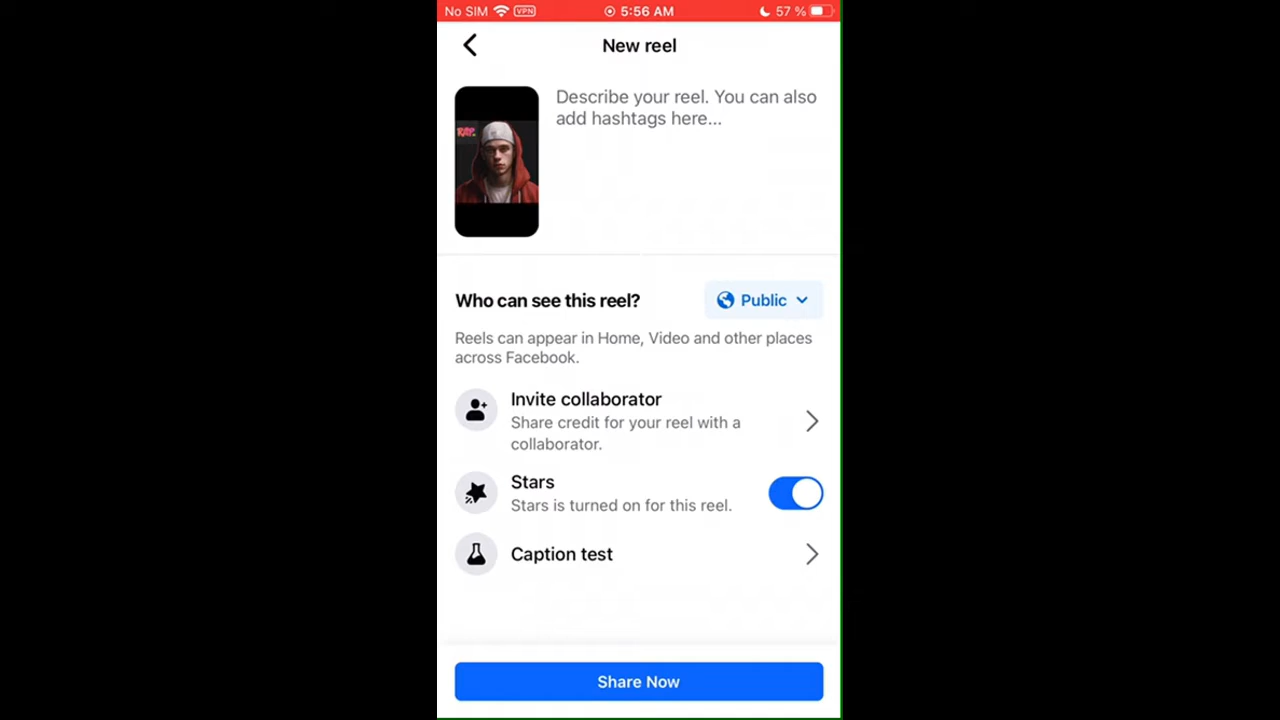 No SIM VPN 5:56 AM 57 %
New reel
RAP
Describe your reel. You can also
add hashtags here...
Who can see this reel?
Public
Reels can appear in Home, Video and other places
across Facebook.
Invite collaborator
Share credit for your reel with a
collaborator.
Stars
Stars is turned on for this reel.
Caption test
Share Now